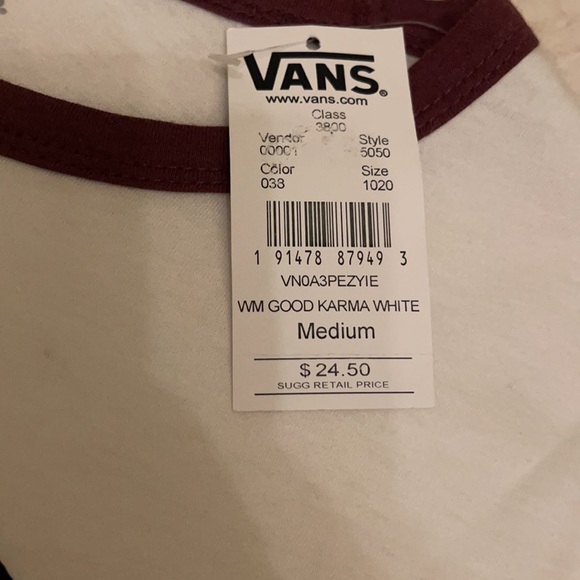 VANS®
www.vans.com
Class
3800
Vendor Style
00001 5050
Color Size
033 1020
1 91478 87949 3
VN0A3PEZYIE
WM GOOD KARMA WHITE
Medium
$ 24.50
SUGG RETAIL PRICE